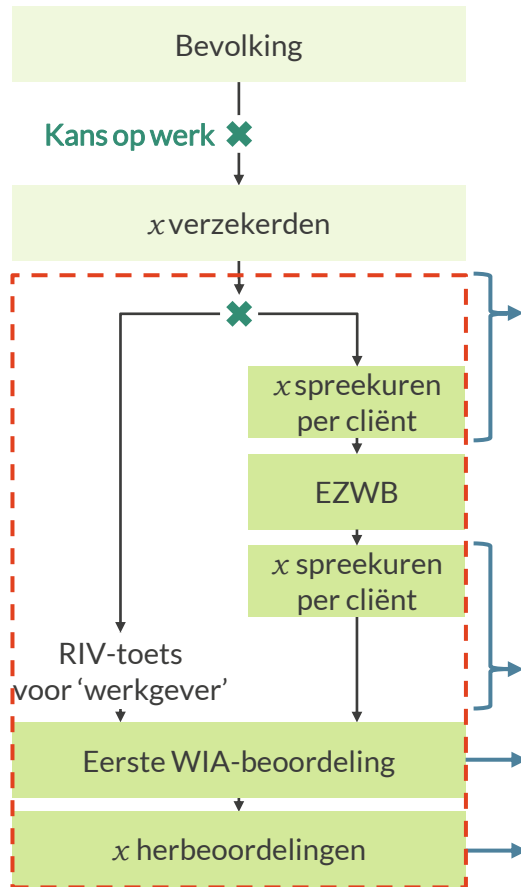 Bevolking
Kans op werk
x verzekerden
x spreekuren
per cliënt
EZWB
x spreekuren
per cliënt
RIV-toets
voor ‘werkgever’
Eerste WIA-beoordeling
x herbeoordelingen